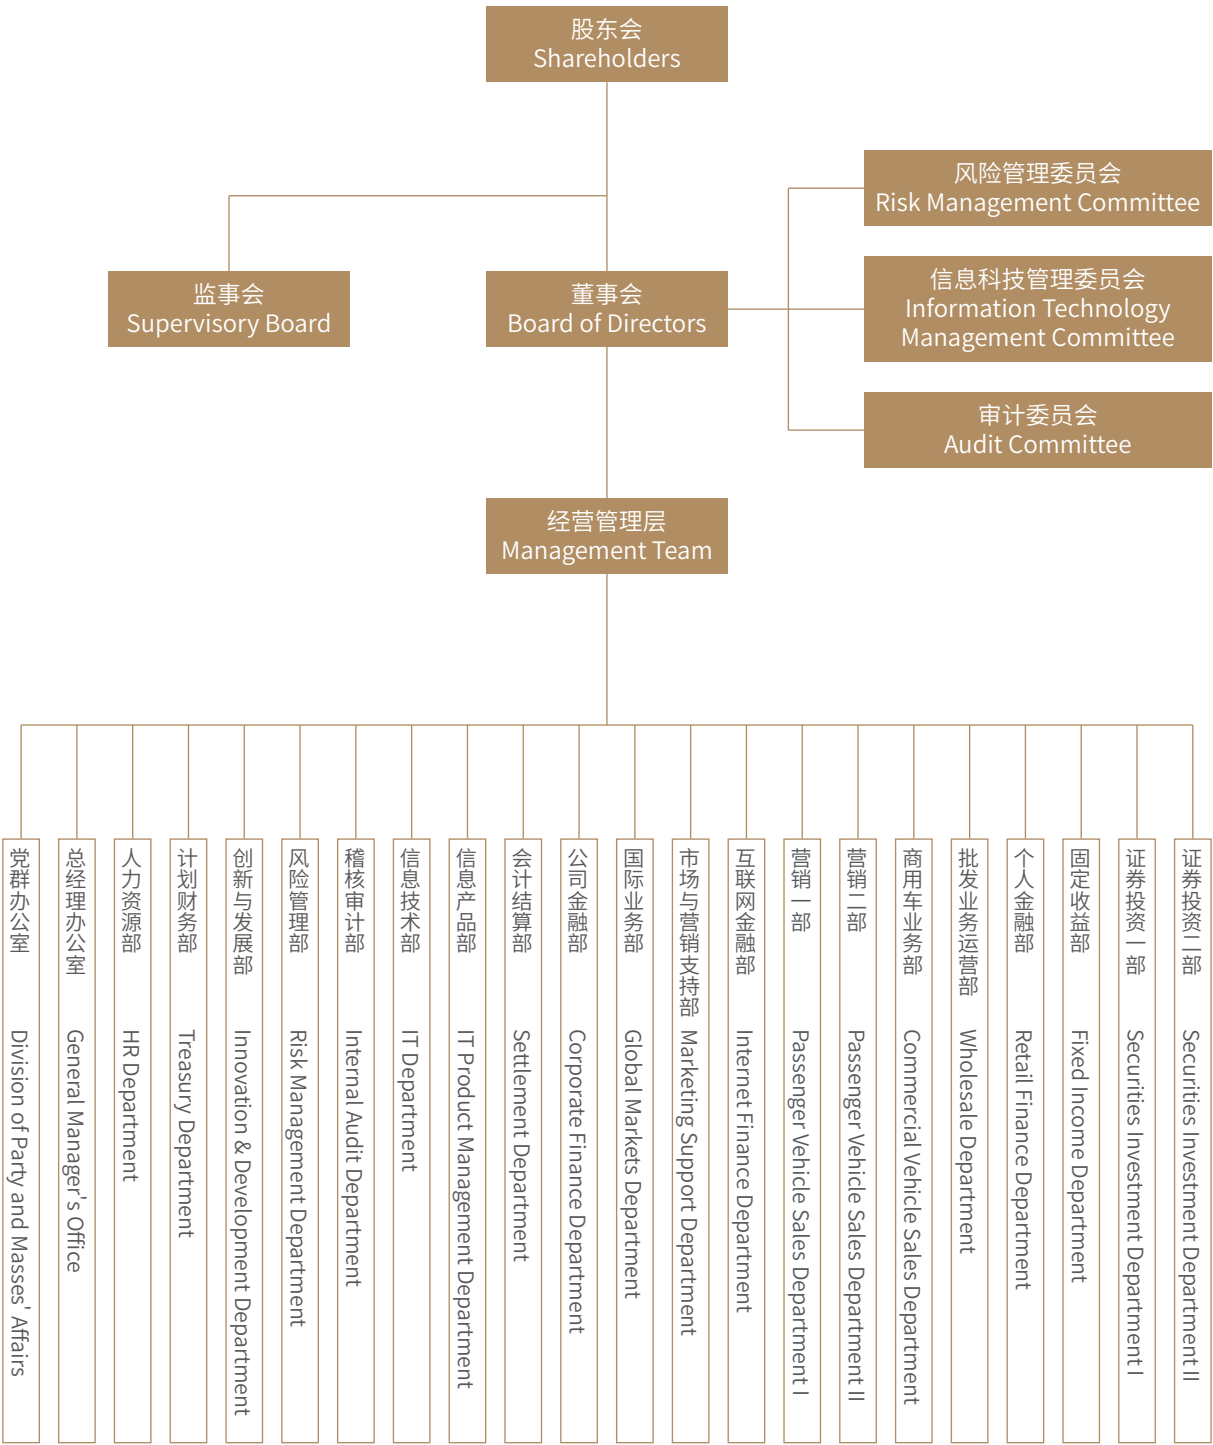 股东会
Shareholders
风险管理委员会
Risk Management Committee
信息科技管理委员会
Information Technology
Management Committee
监事会
Supervisory Board
董事会
Board of Directors
审计委员会
Audit Committee
经营管理层
Management Team
党群办公室 Division of Party and Masses' Affairs
总经理办公室 General Manager's Office
人力资源部 HR Department
计划财务部 Treasury Department
创新与发展部 Innovation & Development Department
风险管理部 Risk Management Department
稽核审计部 Internal Audit Department
信息技术部 IT Department
信息产品部 IT Product Management Department
会计结算部 Settlement Department
公司金融部 Corporate Finance Department
国际业务部 Global Markets Department
市场与营销支持部 Marketing Support Department
互联网金融部 Internet Finance Department
营销一部 Passenger Vehicle Sales Department I
营销二部 Passenger Vehicle Sales Department II
商用车业务部 Commercial Vehicle Sales Department
批发业务运营部 Wholesale Department
个人金融部 Retail Finance Department
固定收益部 Fixed Income Department
证券投资一部 Securities Investment Department I
证券投资二部 Securities Investment Department II